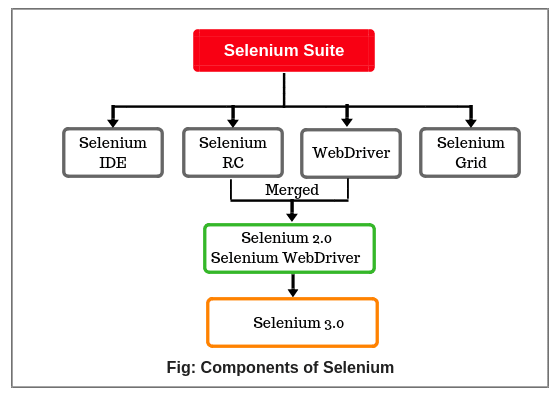 Selenium Suite
Selenium
IDE
Selenium
RC
WebDriver
Selenium
Grid
Merged
Selenium 2.0
Selenium WebDriver
Selenium 3.0
Fig: Components of Selenium